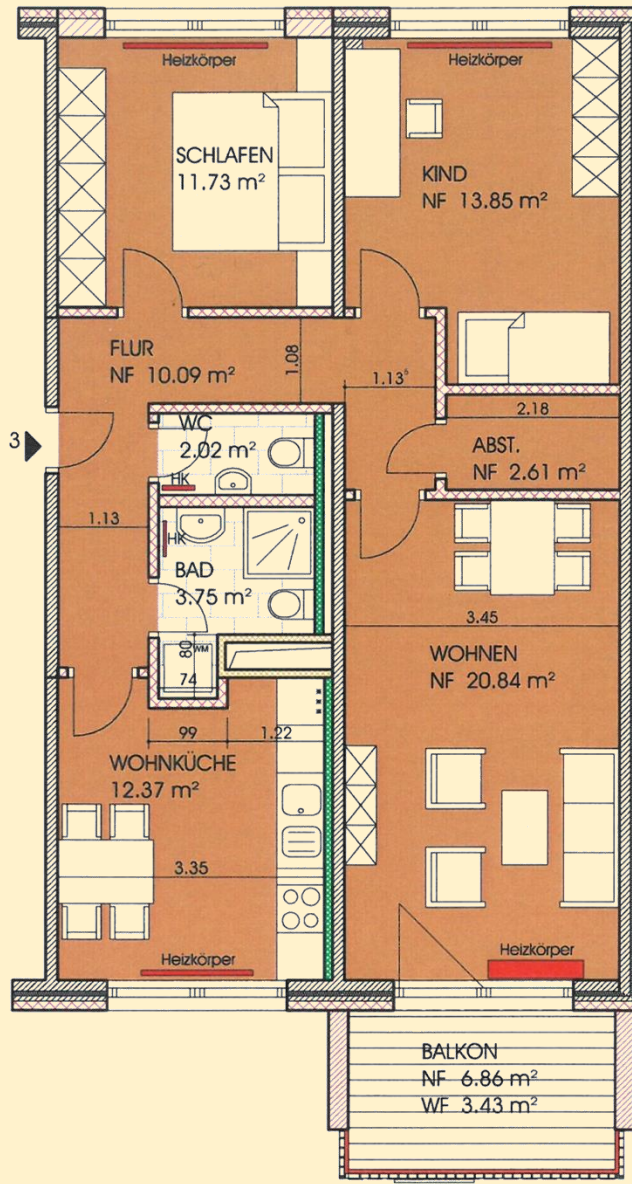 Heizkörper
Heizkörper
SCHLAFEN
11.73 m²
KIND
NF 13.85 m²
FLUR
NF 10.09 m²
1.08
1.13⁶
2.18
3
WC
2.02 m²
ABST.
NF 2.61 m²
HK
1.13
HK
BAD
3.75 m²
3.45
80
WM
74
WOHNEN
NF 20.84 m²
99
1.22
WOHNKÜCHE
12.37 m²
3.35
Heizkörper
Heizkörper
BALKON
NF 6.86 m²
WF 3.43 m²